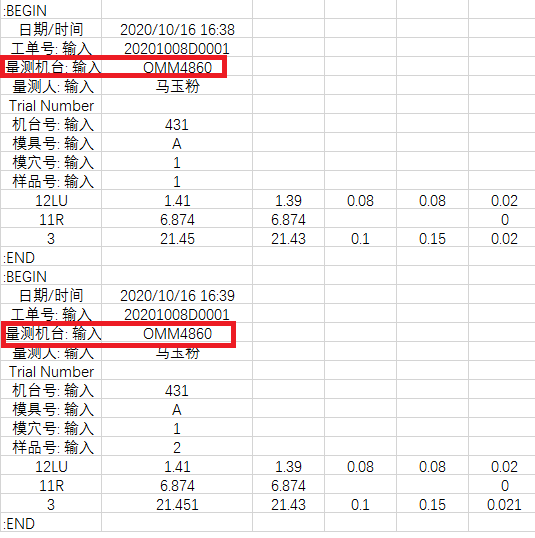 :BEGIN
日期/时间 2020/10/16 16:38
工单号: 输入 20201008D0001
量测机台: 输入 OMM4860
量测人: 输入 马玉粉
Trial Number
机台号: 输入 431
模具号: 输入 A
模穴号: 输入 1
样品号: 输入 1
12LU 1.41 1.39 0.08 0.08 0.02
11R 6.874 6.874 0
3 21.45 21.43 0.1 0.15 0.02
:END
:BEGIN
日期/时间 2020/10/16 16:39
工单号: 输入 20201008D0001
量测机台: 输入 OMM4860
量测人: 输入 马玉粉
Trial Number
机台号: 输入 431
模具号: 输入 A
模穴号: 输入 1
样品号: 输入 2
12LU 1.41 1.39 0.08 0.08 0.02
11R 6.874 6.874 0
3 21.451 21.43 0.1 0.15 0.021
:END